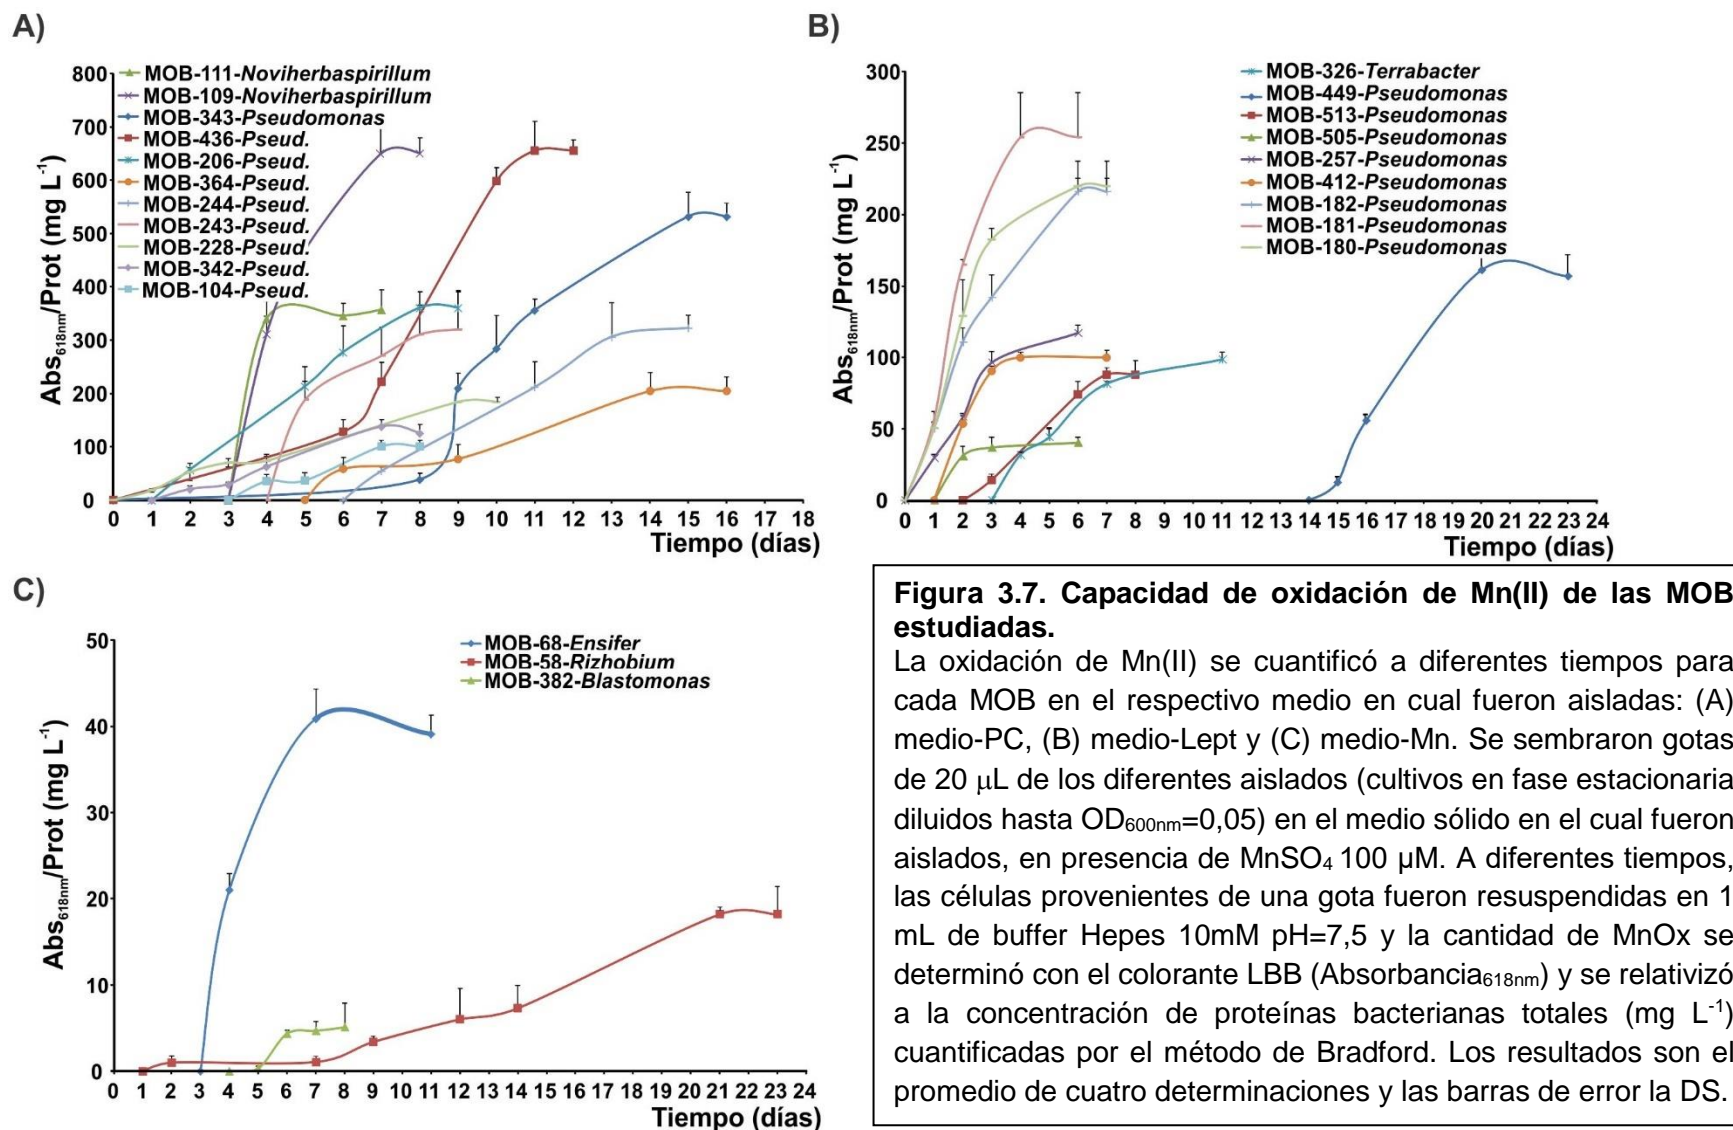 A)
800
700
600
500
400
300
200
100
0
Abs618nm/Prot (mg L-1)
MOB-111-Noviherbaspirillum
MOB-109-Noviherbaspirillum
MOB-343-Pseudomonas
MOB-436-Pseud.
MOB-206-Pseud.
MOB-364-Pseud.
MOB-244-Pseud.
MOB-243-Pseud.
MOB-228-Pseud.
MOB-342-Pseud.
MOB-104-Pseud.
0 1 2 3 4 5 6 7 8 9 10 11 12 13 14 15 16 17 18
Tiempo (días)
B)
300
250
200
150
100
50
0
Abs618nm/Prot (mg L-1)
MOB-326-Terrabacter
MOB-449-Pseudomonas
MOB-513-Pseudomonas
MOB-505-Pseudomonas
MOB-257-Pseudomonas
MOB-412-Pseudomonas
MOB-182-Pseudomonas
MOB-181-Pseudomonas
MOB-180-Pseudomonas
0 1 2 3 4 5 6 7 8 9 10 11 12 13 14 15 16 17 18 19 20 21 22 23 24
Tiempo (días)
C)
50
40
30
20
10
0
Abs618nm/Prot (mg L-1)
MOB-68-Ensifer
MOB-58-Rizhobium
MOB-382-Blastomonas
0 1 2 3 4 5 6 7 8 9 10 11 12 13 14 15 16 17 18 19 20 21 22 23 24
Tiempo (días)
Figura 3.7. Capacidad de oxidación de Mn(II) de las MOB
estudiadas.
La oxidación de Mn(II) se cuantificó a diferentes tiempos para
cada MOB en el respectivo medio en cual fueron aisladas: (A)
medio-PC, (B) medio-Lept y (C) medio-Mn. Se sembraron gotas
de 20 μL de los diferentes aislados (cultivos en fase estacionaria
diluidos hasta OD600nm=0,05) en el medio sólido en el cual fueron
aislados, en presencia de MnSO4 100 µM. A diferentes tiempos,
las células provenientes de una gota fueron resuspendidas en 1
mL de buffer Hepes 10mM pH=7,5 y la cantidad de MnOx se
determinó con el colorante LBB (Absorbancia618nm) y se relativizó
a la concentración de proteínas bacterianas totales (mg L-1)
cuantificadas por el método de Bradford. Los resultados son el
promedio de cuatro determinaciones y las barras de error la DS.